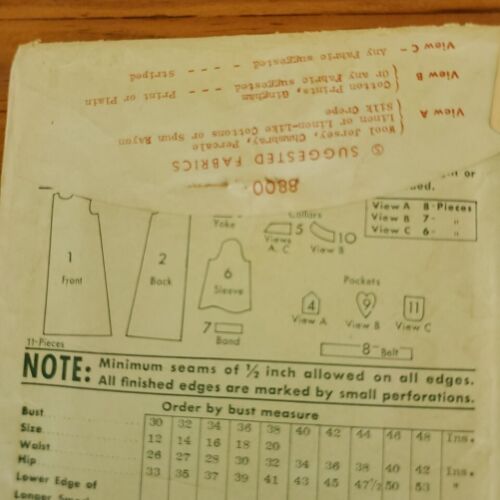 8800
⑤ SUGGESTED FABRICS
View A { Wool Jersey, Chambray, Percale
Linen or Linen-Like Cottons or Spun Rayon
Silk Crepe
View B { Cotton Prints, Gingham
Or any Fabric suggested - - - Print or Plain
View C - Any Fabric suggested - - - - Striped
or
ed.
View A 8-Pieces
View B 7- "
View C 6- "
1
Front
2
Back
Yoke
6
Sleeve
7
Band
Collars
5
Views
A, C
10
View B
Pockets
4
View A
9
View B
11
View C
8- Belt
11-Pieces
NOTE: Minimum seams of 1/2 inch allowed on all edges.
All finished edges are marked by small perforations.
Order by bust measure
Bust 30 32 34 36 38 40 42 44 46 48 Ins.
Size 12 14 16 18 20
Waist 26 27 28 30 32 34 36 38 40 42 Ins.
Hip 33 35 37 39 41 43 45 47½ 50 53 "
Lower Edge of